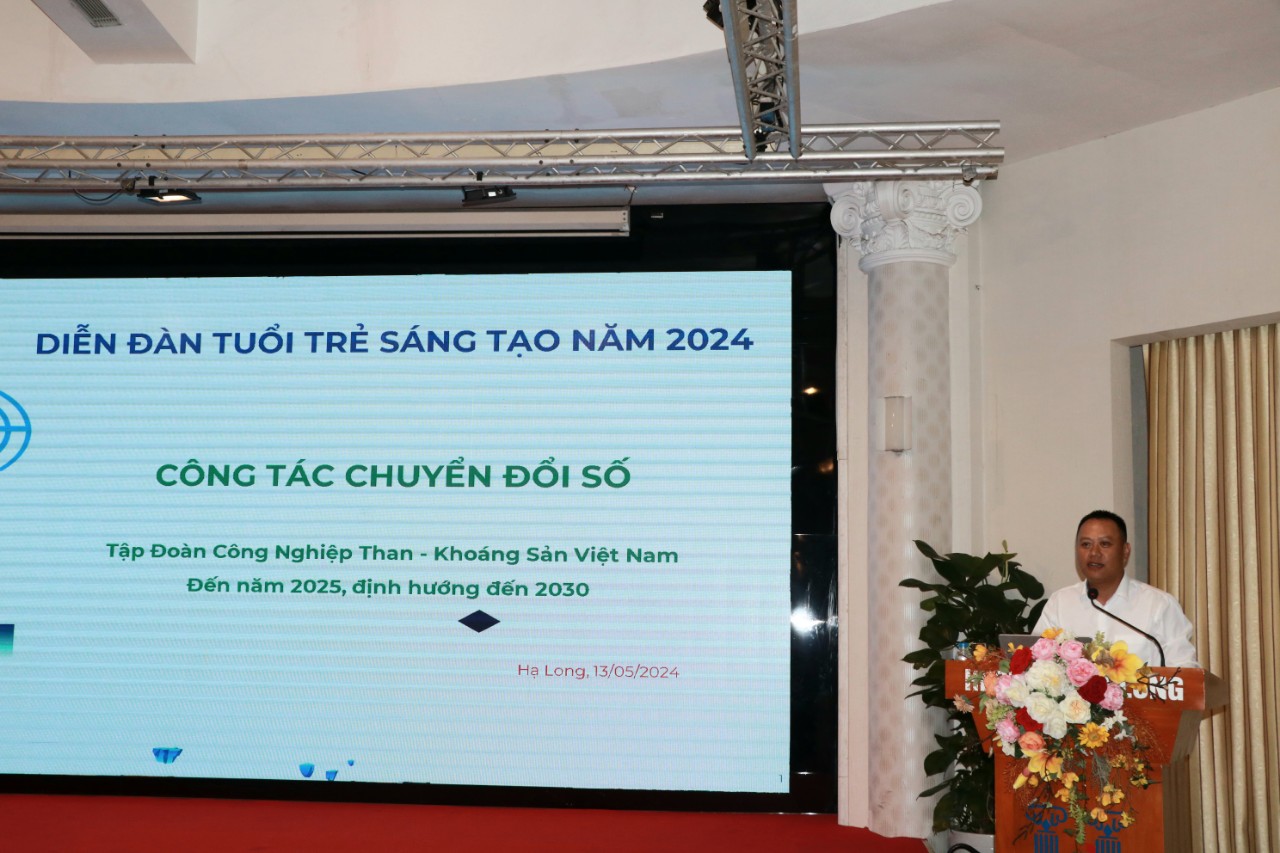 DIỄN ĐÀN TUỔI TRẺ SÁNG TẠO NĂM 2024
CÔNG TÁC CHUYỂN ĐỔI SỐ
Tập Đoàn Công Nghiệp Than - Khoáng Sản Việt Nam
Đến năm 2025, định hướng đến 2030
Hạ Long, 13/05/2024
1